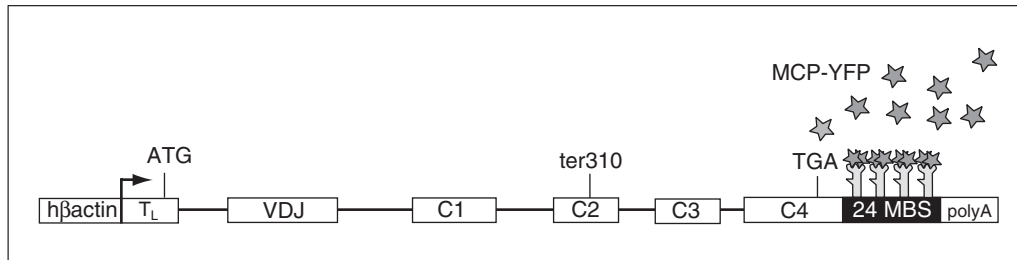 MCP-YFP
ATG
ter310
TGA
hβactin
TL
VDJ
C1
C2
C3
C4
24 MBS
polyA